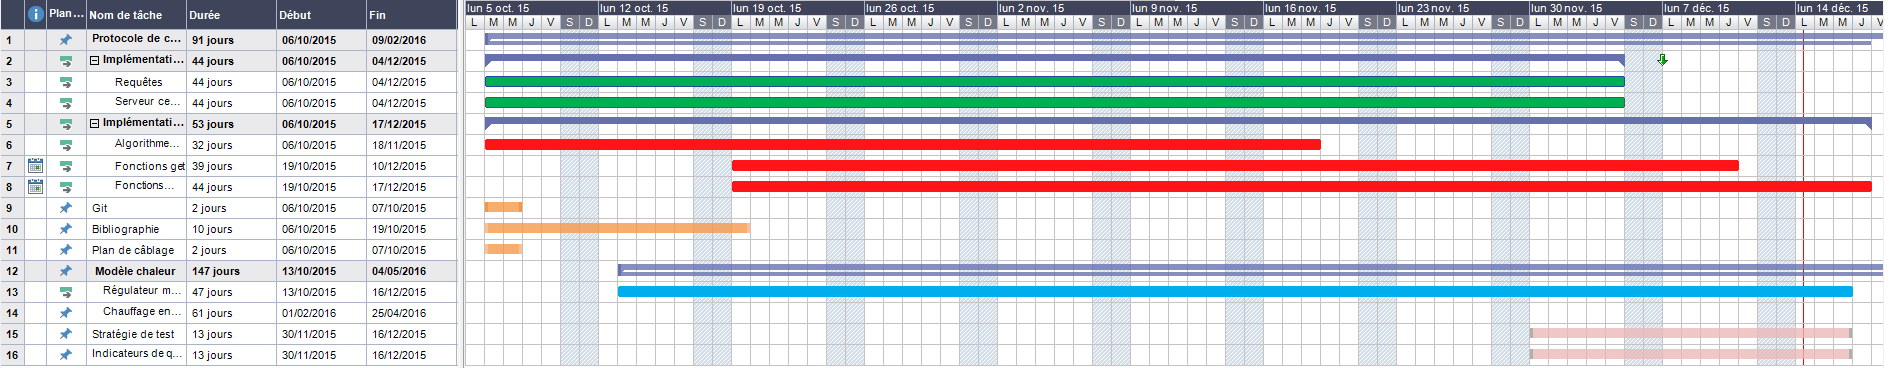 Plan ... Nom de tâche Durée Début Fin lun 5 oct. 15 lun 12 oct. 15 lun 19 oct. 15 lun 26 oct. 15 lun 2 nov. 15 lun 9 nov. 15 lun 16 nov. 15 lun 23 nov. 15 lun 30 nov. 15 lun 7 déc. 15 lun 14 déc. 15
L M M J V S D L M M J V S D L M M J V S D L M M J V S D L M M J V S D L M M J V S D L M M J V S D L M M J V S D L M M J V S D L M M J V S D L M M J V
1 Protocole de c... 91 jours 06/10/2015 09/02/2016
2 Implémentati... 44 jours 06/10/2015 04/12/2015
3 Requêtes 44 jours 06/10/2015 04/12/2015
4 Serveur ce... 44 jours 06/10/2015 04/12/2015
5 Implémentati... 53 jours 06/10/2015 17/12/2015
6 Algorithme... 32 jours 06/10/2015 18/11/2015
7 Fonctions get 39 jours 19/10/2015 10/12/2015
8 Fonctions... 44 jours 19/10/2015 17/12/2015
9 Git 2 jours 06/10/2015 07/10/2015
10 Bibliographie 10 jours 06/10/2015 19/10/2015
11 Plan de câblage 2 jours 06/10/2015 07/10/2015
12 Modèle chaleur 147 jours 13/10/2015 04/05/2016
13 Régulateur m... 47 jours 13/10/2015 16/12/2015
14 Chauffage en... 61 jours 01/02/2016 25/04/2016
15 Stratégie de test 13 jours 30/11/2015 16/12/2015
16 Indicateurs de q... 13 jours 30/11/2015 16/12/2015